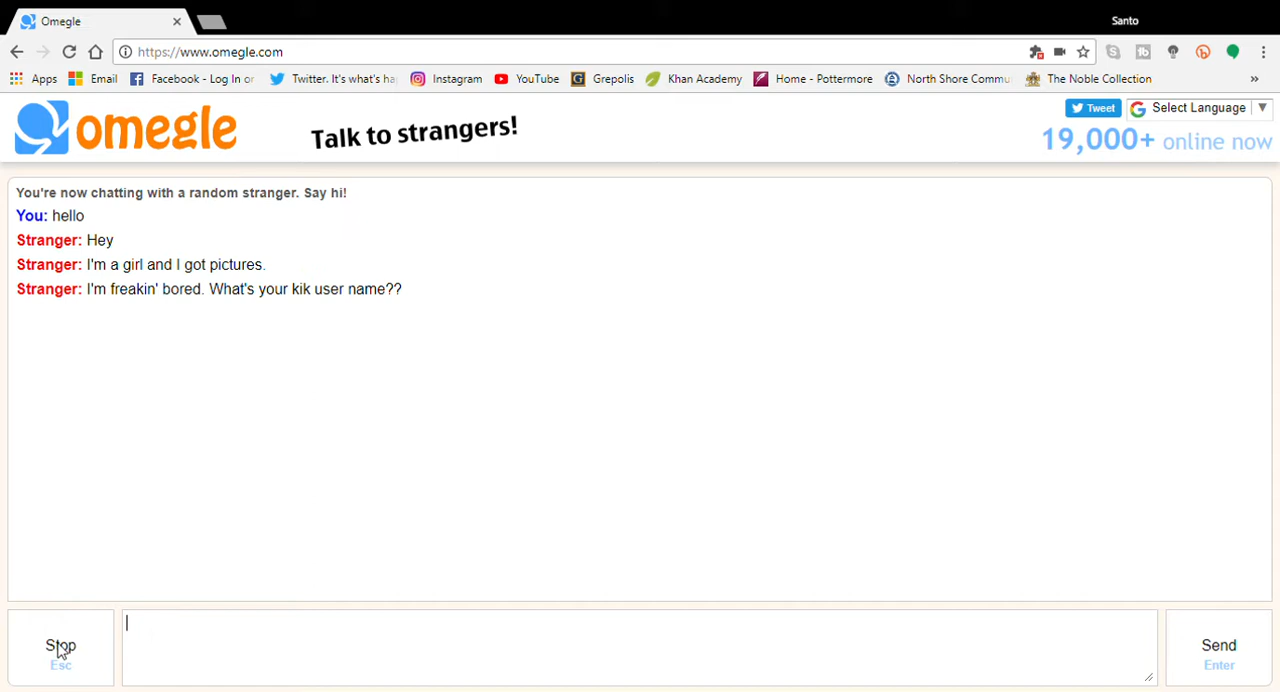 Omegle
Santo
https://www.omegle.com
Apps Email Facebook - Log In or Twitter. It's what's ha Instagram YouTube Grepolis Khan Academy Home - Pottermore North Shore Commu The Noble Collection »
omegle
Talk to strangers!
Tweet
G Select Language ▼
19,000+ online now
You're now chatting with a random stranger. Say hi!
You: hello
Stranger: Hey
Stranger: I'm a girl and I got pictures.
Stranger: I'm freakin' bored. What's your kik user name??
Stop
Esc
Send
Enter